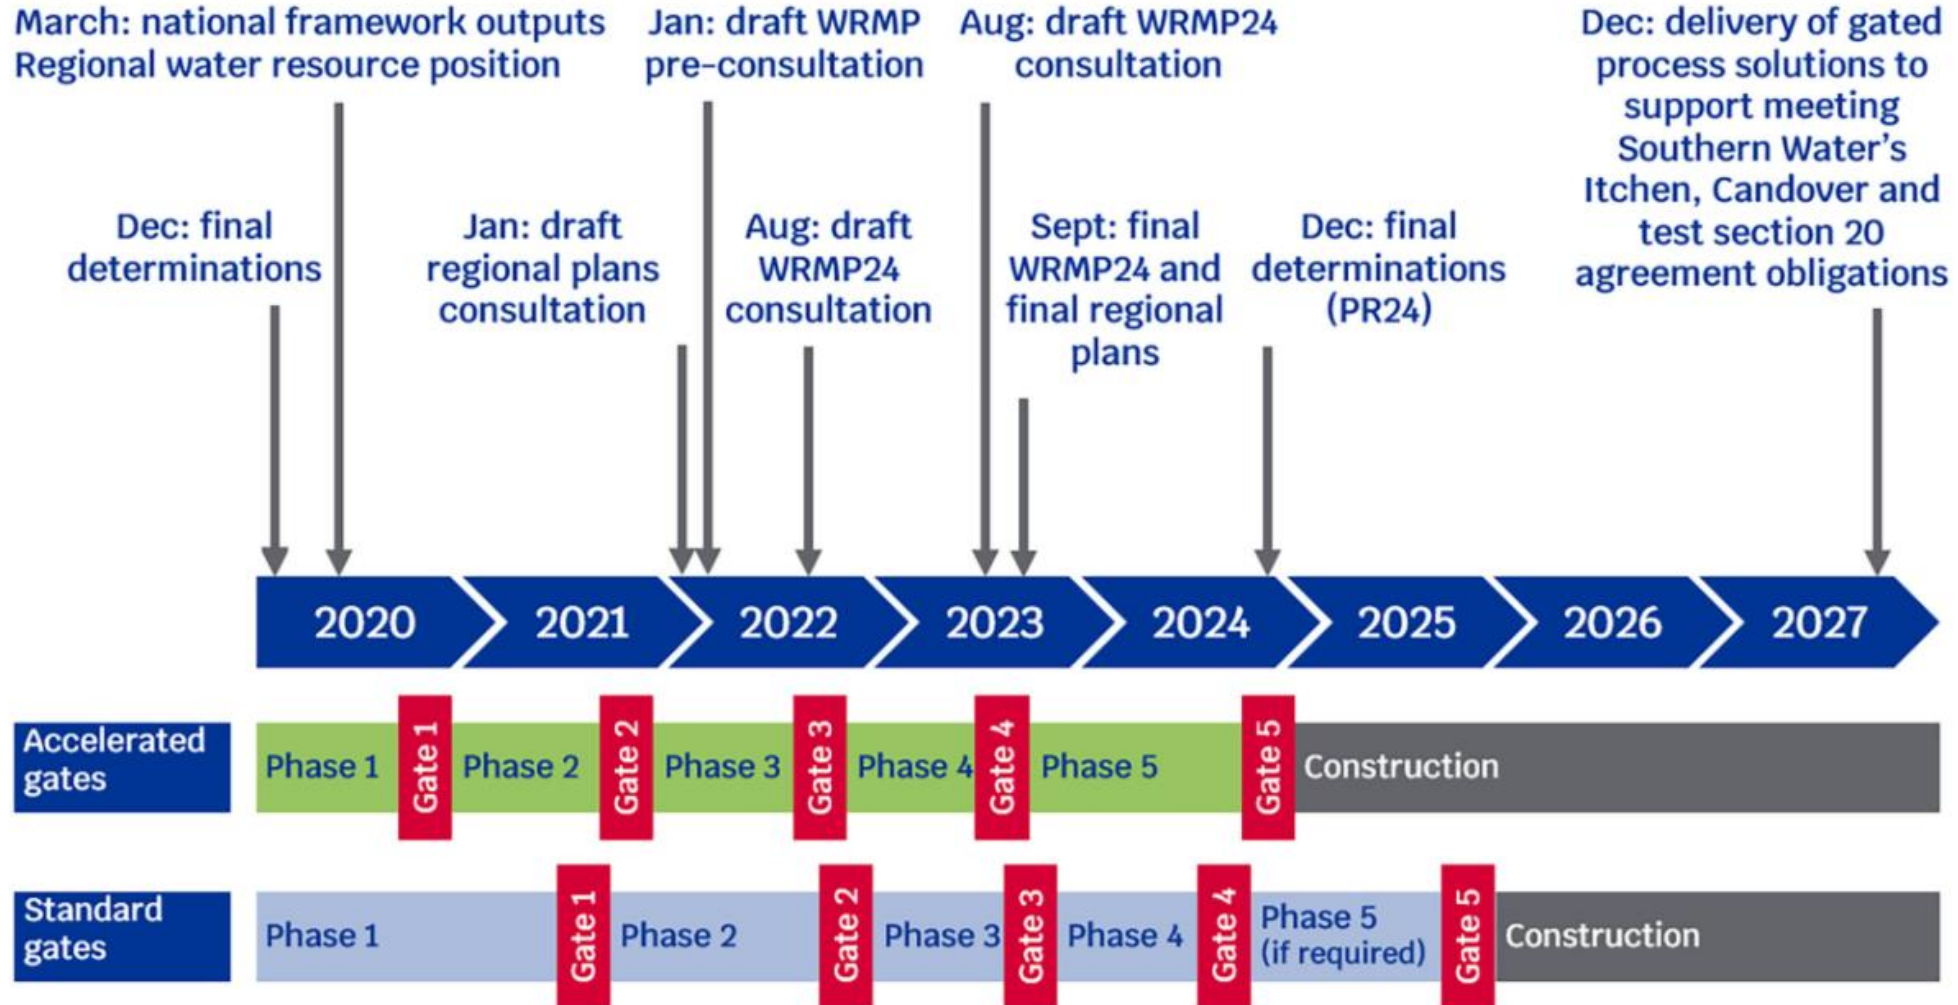 March: national framework outputs
Regional water resource position
Jan: draft WRMP
pre-consultation
Aug: draft WRMP24
consultation
Dec: delivery of gated
process solutions to
support meeting
Southern Water's
Itchen, Candover and
test section 20
agreement obligations
Dec: final
determinations
Jan: draft
regional plans
consultation
Aug: draft
WRMP24
consultation
Sept: final
WRMP24 and
final regional
plans
Dec: final
determinations
(PR24)
2020
2021
2022
2023
2024
2025
2026
2027
Accelerated
gates
Phase 1
Gate 1
Phase 2
Gate 2
Phase 3
Gate 3
Phase 4
Gate 4
Phase 5
Gate 5
Construction
Standard
gates
Phase 1
Gate 1
Phase 2
Gate 2
Phase 3
Gate 3
Phase 4
Gate 4
Phase 5
(if required)
Gate 5
Construction